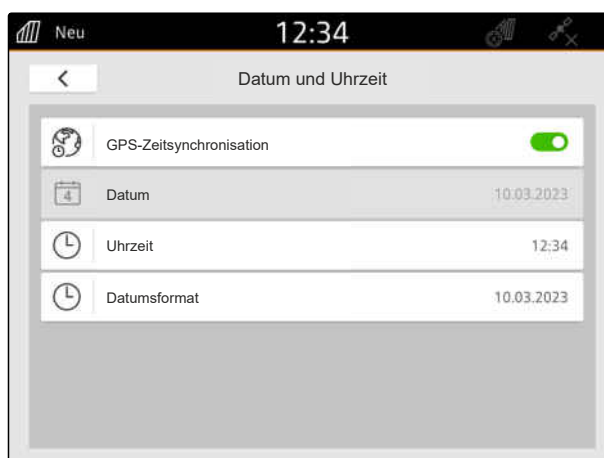 Neu 12:34
Datum und Uhrzeit
GPS-Zeitsynchronisation
4 Datum 10.03.2023
Uhrzeit 12:34
Datumsformat 10.03.2023